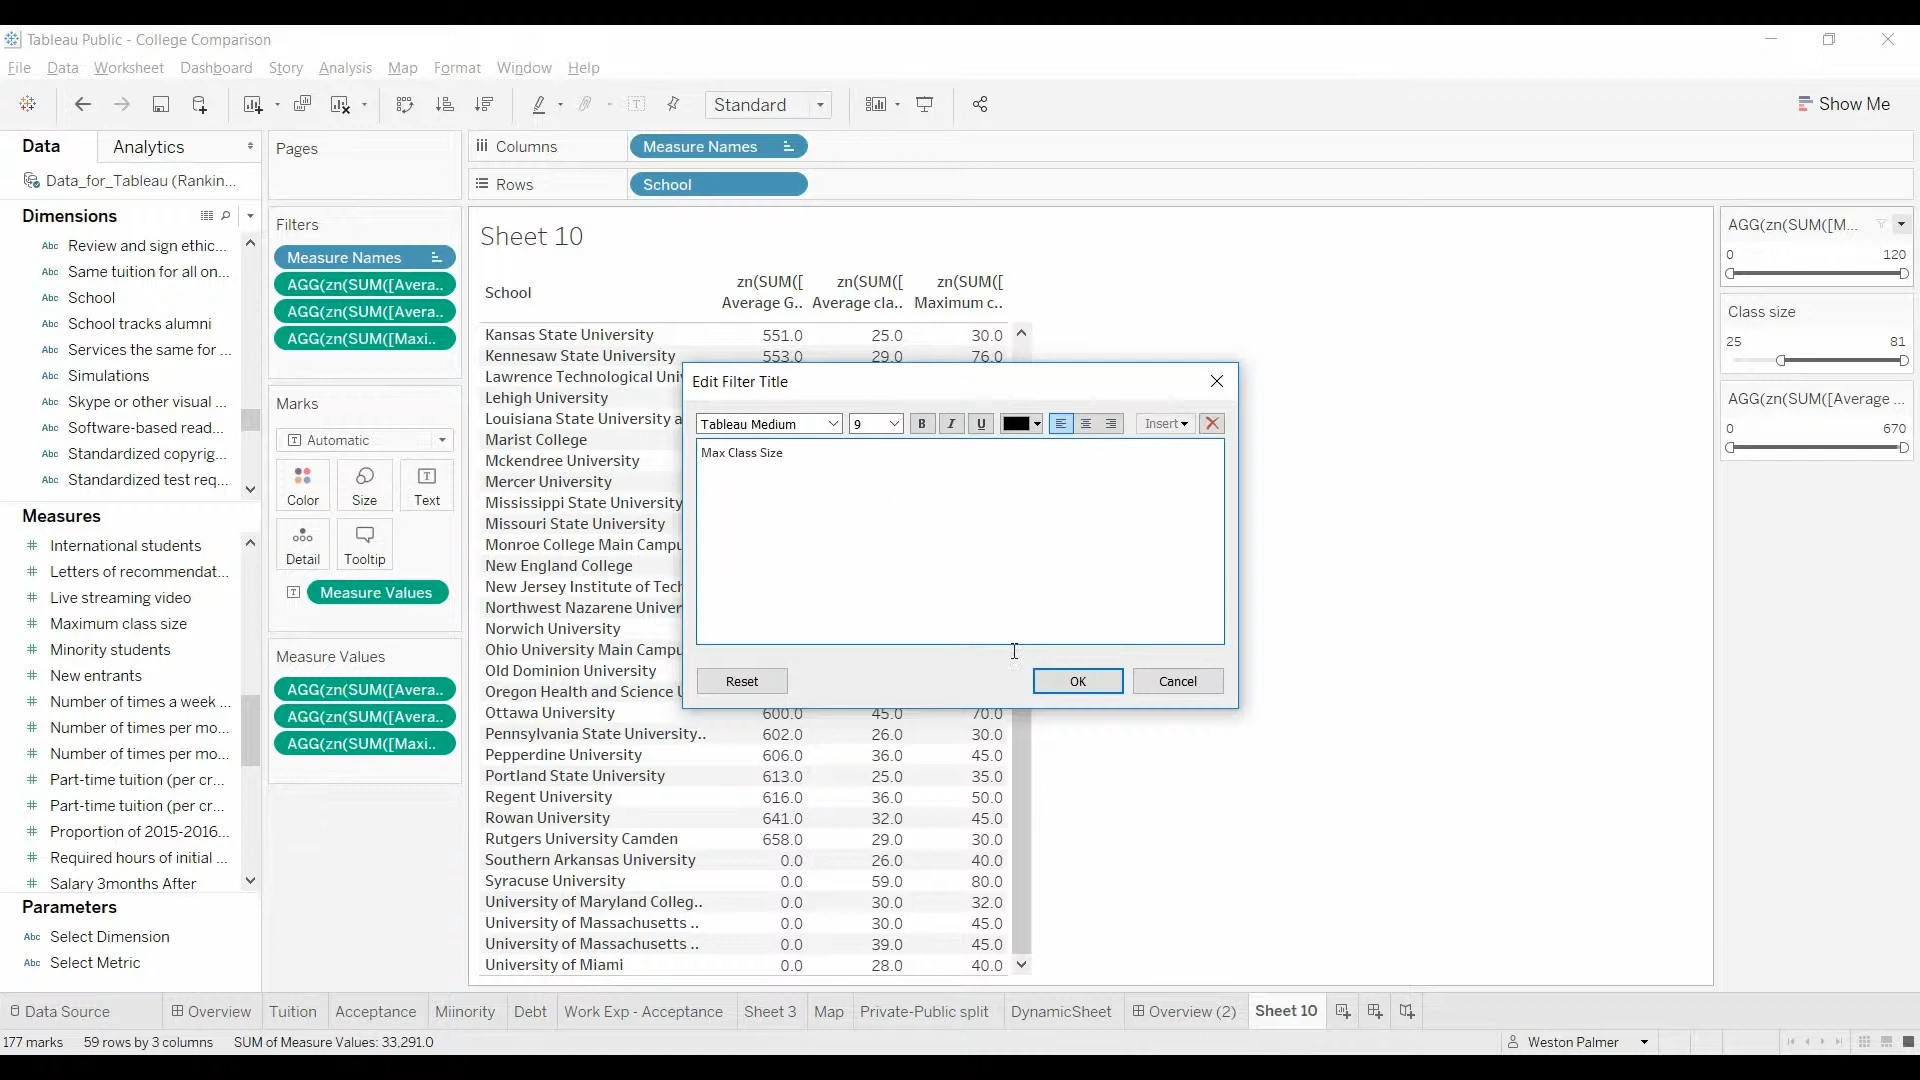 Tableau Public - College Comparison
File Data Worksheet Dashboard Story Analysis Map Format Window Help
Standard
Show Me
Data
Analytics
Data_for_Tableau (Rankin...
Dimensions
Abc Review and sign ethic...
Abc Same tuition for all on...
Abc School
Abc School tracks alumni
Abc Services the same for ...
Abc Simulations
Abc Skype or other visual ...
Abc Software-based read...
Abc Standardized copyrig...
Abc Standardized test req...
Measures
# International students
# Letters of recommendat...
# Live streaming video
# Maximum class size
# Minority students
# New entrants
# Number of times a week ...
# Number of times per mo...
# Number of times per mo...
# Part-time tuition (per cr...
# Part-time tuition (per cr...
# Proportion of 2015-2016...
# Required hours of initial ...
# Salary 3months After
Parameters
Abc Select Dimension
Abc Select Metric
Pages
Filters
Measure Names
AGG(zn(SUM([Avera..
AGG(zn(SUM([Avera..
AGG(zn(SUM([Maxi..
Marks
T Automatic
Color Size Text
Detail Tooltip
T Measure Values
Measure Values
AGG(zn(SUM([Avera..
AGG(zn(SUM([Avera..
AGG(zn(SUM([Maxi..
Columns Measure Names
Rows School
Sheet 10
School
zn(SUM([ zn(SUM([ zn(SUM([
Average G.. Average cla.. Maximum c..
Kansas State University 551.0 25.0 30.0
Kennesaw State University 553.0 29.0 76.0
Lawrence Technological Uni
Lehigh University
Louisiana State University a
Marist College
Mckendree University
Mercer University
Mississippi State University
Missouri State University
Monroe College Main Campu
New England College
New Jersey Institute of Tech
Northwest Nazarene Univer
Norwich University
Ohio University Main Campu
Old Dominion University
Oregon Health and Science U
Ottawa University 600.0 45.0 70.0
Pennsylvania State University.. 602.0 26.0 30.0
Pepperdine University 606.0 36.0 45.0
Portland State University 613.0 25.0 35.0
Regent University 616.0 36.0 50.0
Rowan University 641.0 32.0 45.0
Rutgers University Camden 658.0 29.0 30.0
Southern Arkansas University 0.0 26.0 40.0
Syracuse University 0.0 59.0 80.0
University of Maryland Colleg.. 0.0 30.0 32.0
University of Massachusetts .. 0.0 30.0 45.0
University of Massachusetts .. 0.0 39.0 45.0
University of Miami 0.0 28.0 40.0
Edit Filter Title
Tableau Medium 9 B I U Insert
Max Class Size
Reset OK Cancel
AGG(zn(SUM([M...
0 120
Class size
25 81
AGG(zn(SUM([Average ...
0 670
Data Source Overview Tuition Acceptance Miinority Debt Work Exp - Acceptance Sheet 3 Map Private-Public split DynamicSheet Overview (2) Sheet 10
177 marks 59 rows by 3 columns SUM of Measure Values: 33,291.0 Weston Palmer